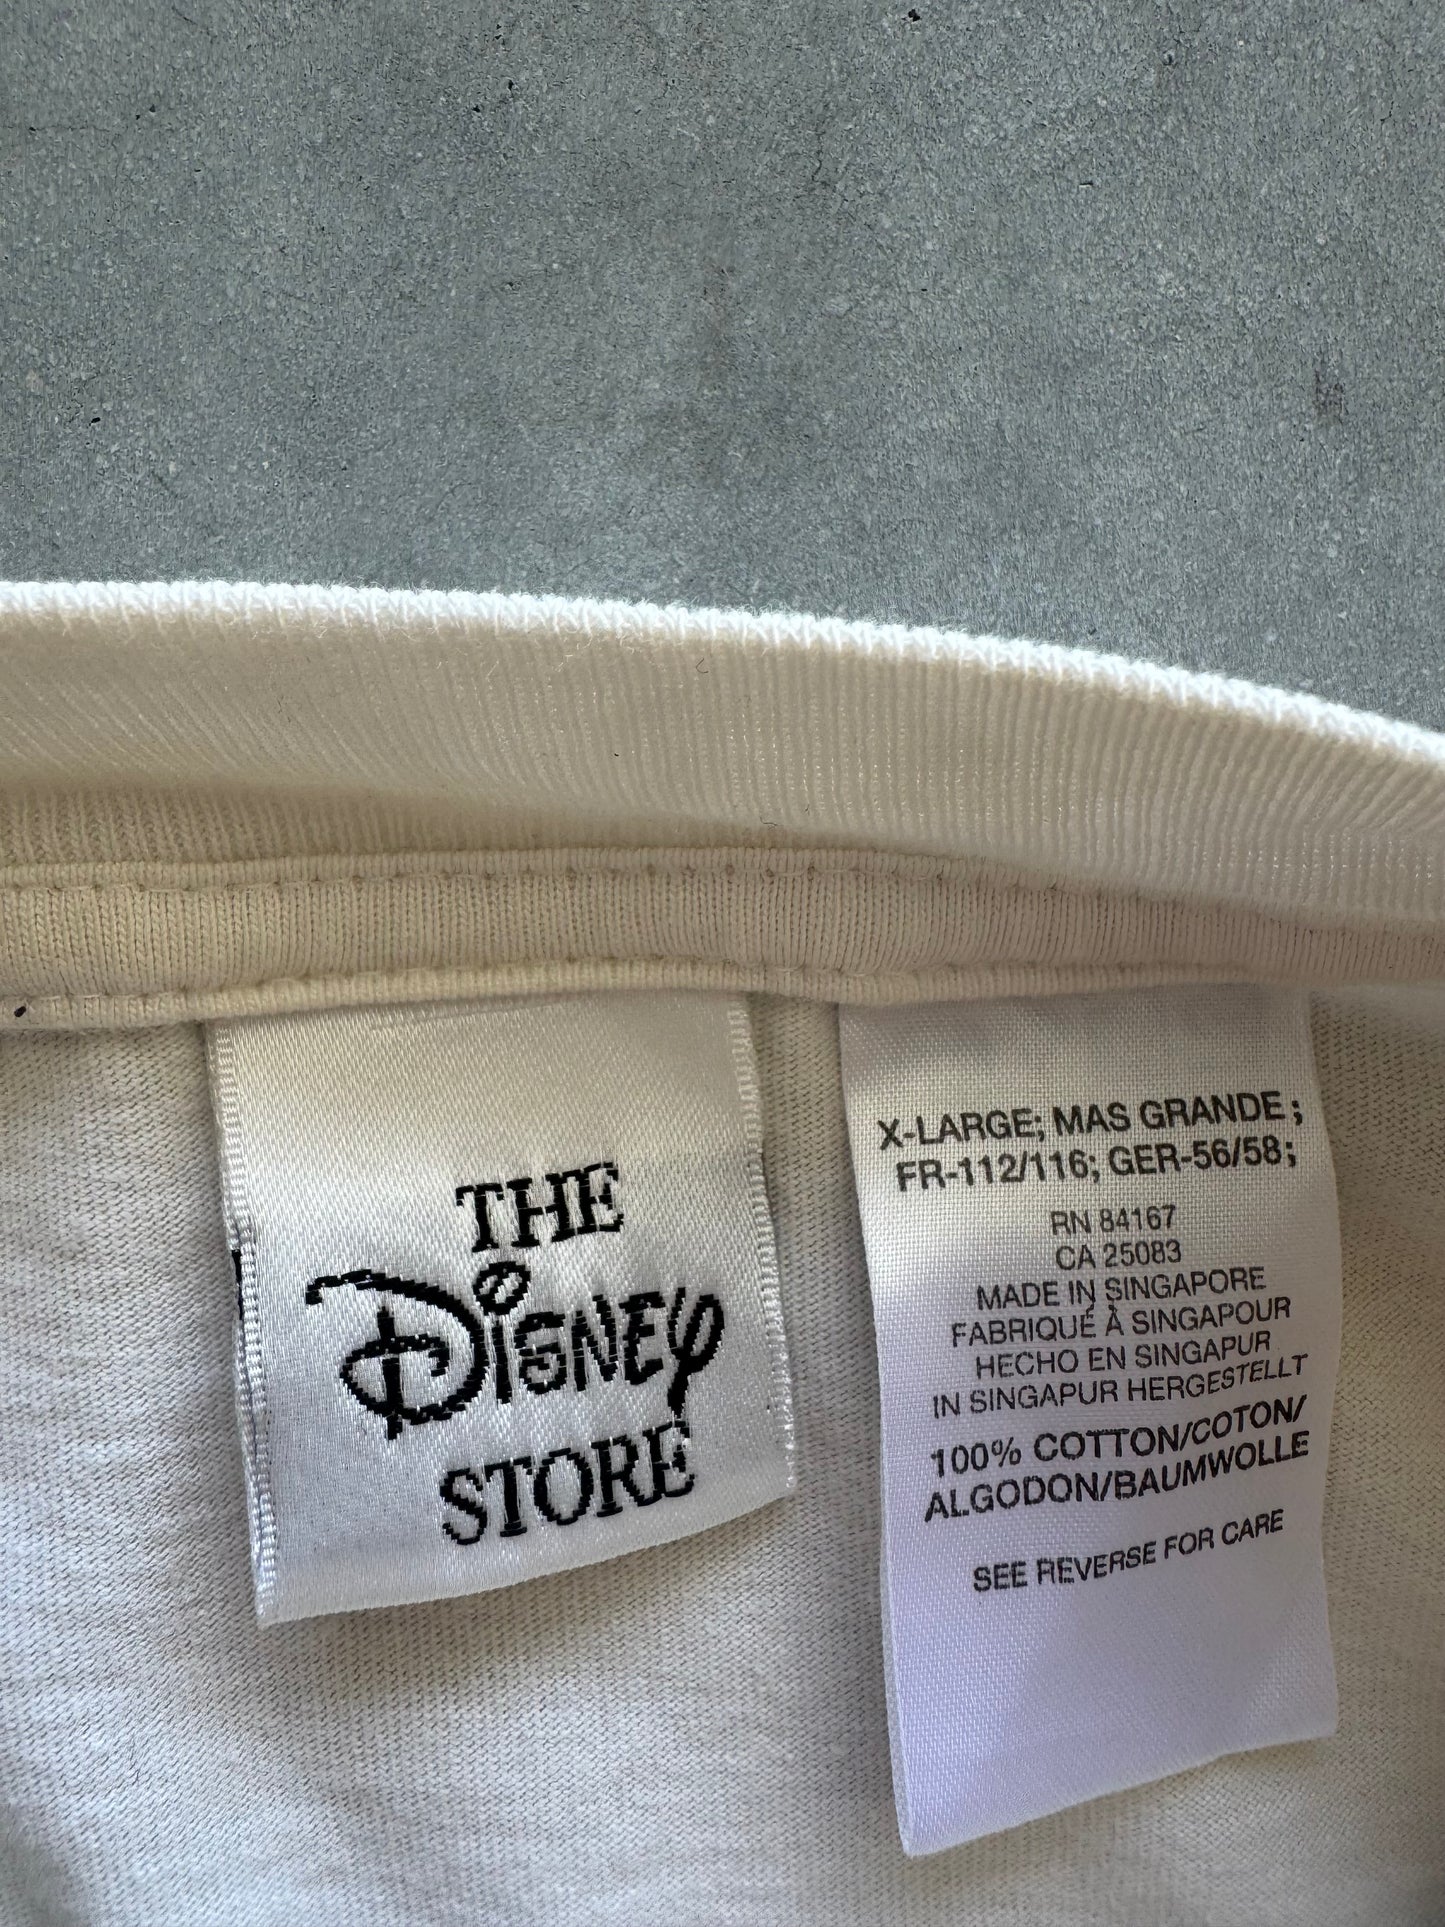 THE
DISNEY
STORE
X-LARGE; MAS GRANDE;
FR-112/116; GER-56/58;
RN 84167
CA 25083
MADE IN SINGAPORE
FABRIQUÉ À SINGAPOUR
HECHO EN SINGAPUR
IN SINGAPUR HERGESTELLT
100% COTTON/COTON/
ALGODON/BAUMWOLLE
SEE REVERSE FOR CARE